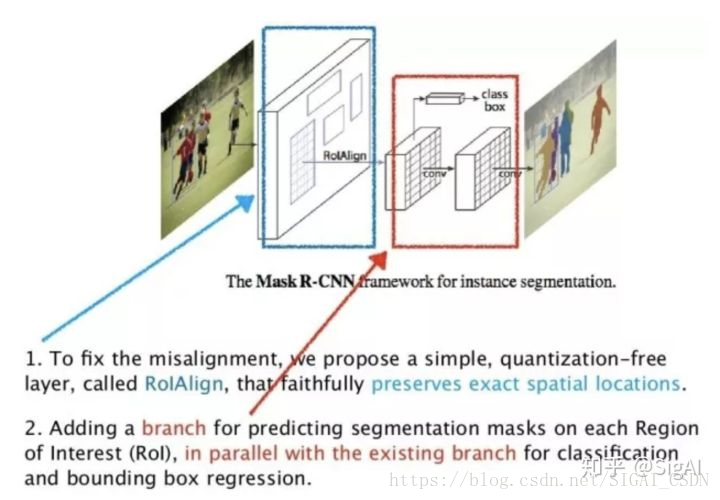 class
box
RoIAlign
conv
conv
The Mask R-CNN framework for instance segmentation.
1. To fix the misalignment, we propose a simple, quantization-free
layer, called RoIAlign, that faithfully preserves exact spatial locations.
2. Adding a branch for predicting segmentation masks on each Region
of Interest (RoI), in parallel with the existing branch for classification
and bounding box regression.
知乎 @SigAI
https://blog.csdn.net/SIGAI_CSDN